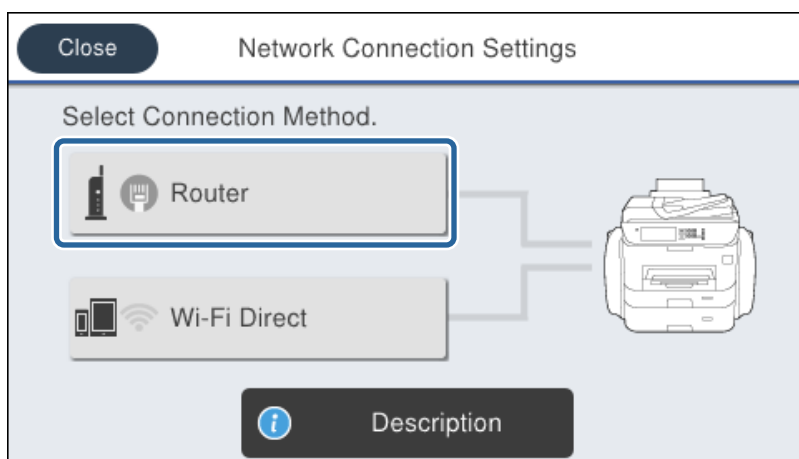 Close
Network Connection Settings
Select Connection Method.
Router
Wi-Fi Direct
i
Description